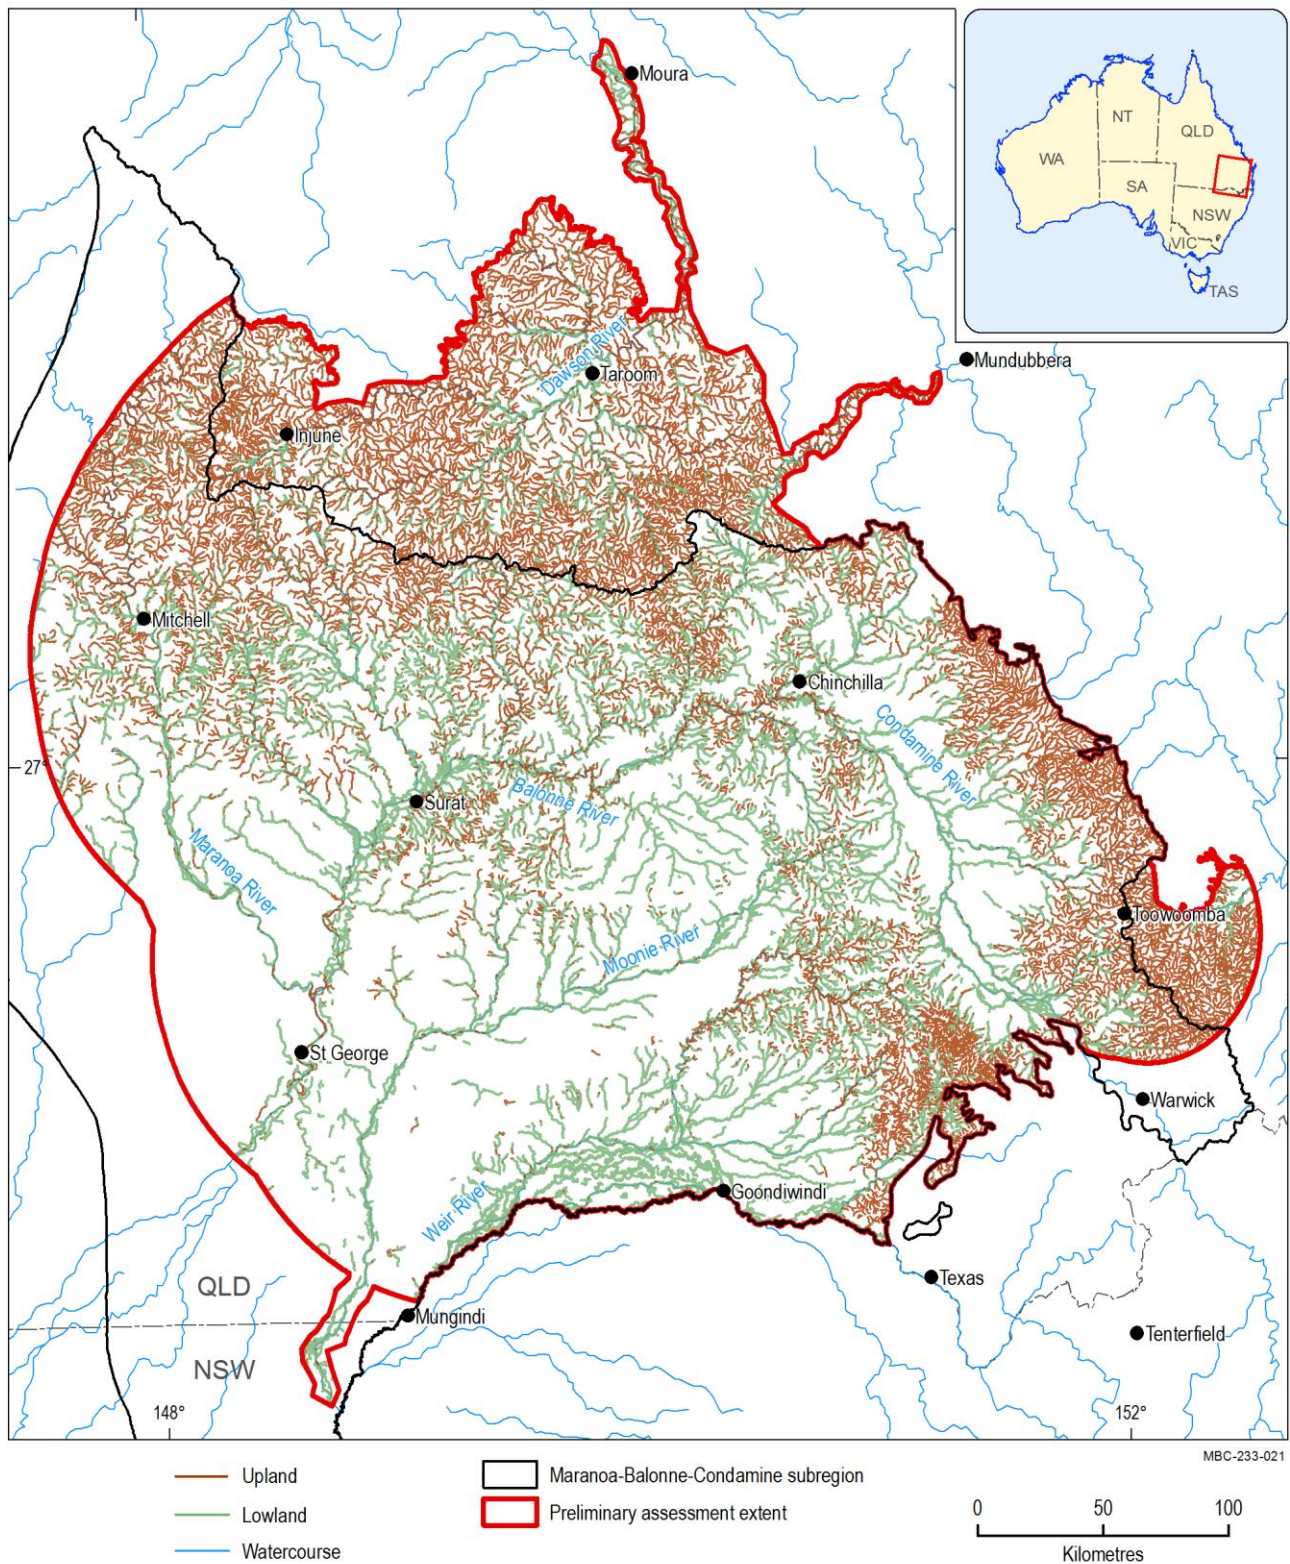 Moura
NT
QLD
WA
SA
NSW
VIC
TAS
Mundubbera
Dawson River
Taroom
Injune
Mitchell
Chinchilla
Condamine River
27°
Surat
Balonne River
Maranoa River
Toowoomba
Moonie River
St George
Warwick
Weir River
Goondiwindi
QLD
Texas
Mungindi
Tenterfield
NSW
148°
152°
MBC-233-021
Upland
Lowland
Watercourse
Maranoa-Balonne-Condamine subregion
Preliminary assessment extent
0 50 100
Kilometres